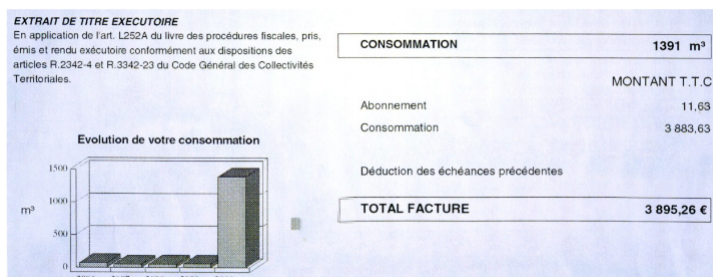 EXTRAIT DE TITRE EXECUTOIRE
En application de l'art. L252A du livre des procédures fiscales, pris,
émis et rendu exécutoire conformément aux dispositions des
articles R.2342-4 et R.3342-23 du Code Général des Collectivités
Territoriales.
CONSOMMATION 1391 m³
MONTANT T.T.C
Abonnement 11,63
Consommation 3 883,63
Déduction des échéances précédentes
TOTAL FACTURE 3 895,26 €
Evolution de votre consommation
1500
1000
m³
500
0